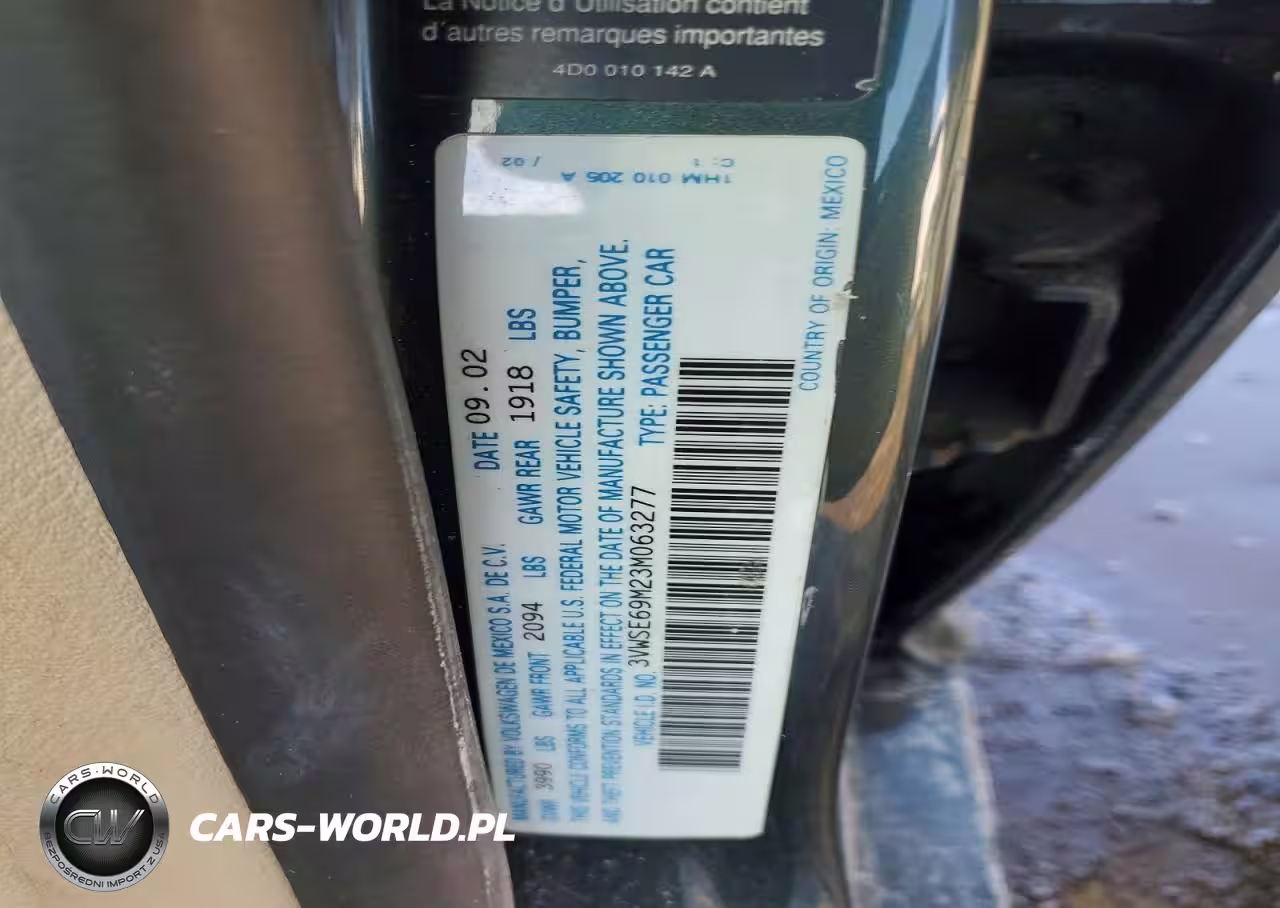 La Notice d'Utilisation contient
d'autres remarques importantes
4D0 010 142 A
1HM 010 205 A / 02
C: 1
MANUFACTURED BY VOLKSWAGEN DE MEXICO S.A. DE C.V. DATE 09.02
GVWR 3990 LBS GAWR FRONT 2094 LBS GAWR REAR 1918 LBS
THIS VEHICLE CONFORMS TO ALL APPLICABLE U.S. FEDERAL MOTOR VEHICLE SAFETY, BUMPER,
AND THEFT PREVENTION STANDARDS IN EFFECT ON THE DATE OF MANUFACTURE SHOWN ABOVE.
VEHICLE I.D. NO. 3VWSE69M23M063277 TYPE: PASSENGER CAR
COUNTRY OF ORIGIN: MEXICO
CARS-WORLD
CW
BEZPOŚREDNI IMPORT Z USA
CARS-WORLD.PL